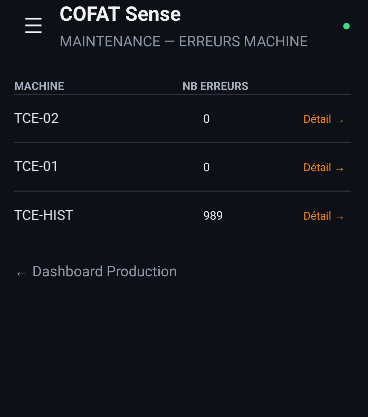 COFAT Sense
MAINTENANCE — ERREURS MACHINE
MACHINE NB ERREURS
TCE-02 0 Détail →
TCE-01 0 Détail →
TCE-HIST 989 Détail →
← Dashboard Production